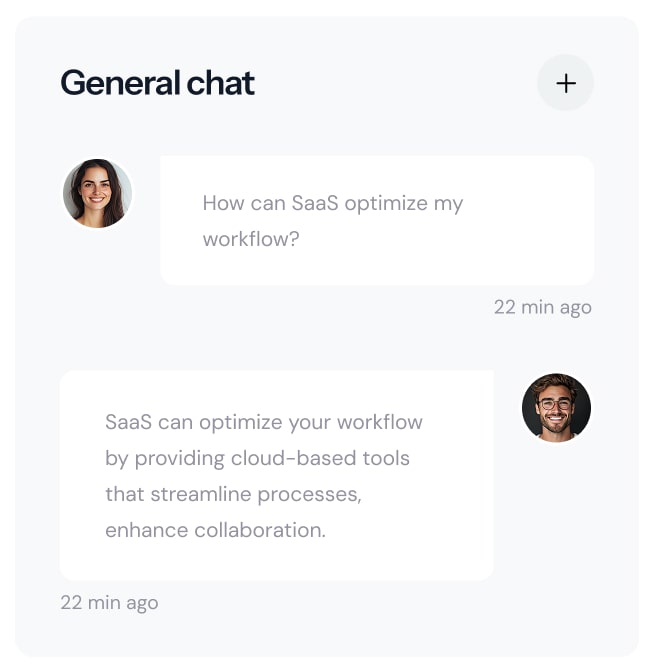 General chat
How can SaaS optimize my
workflow?
22 min ago
SaaS can optimize your workflow
by providing cloud-based tools
that streamline processes,
enhance collaboration.
22 min ago